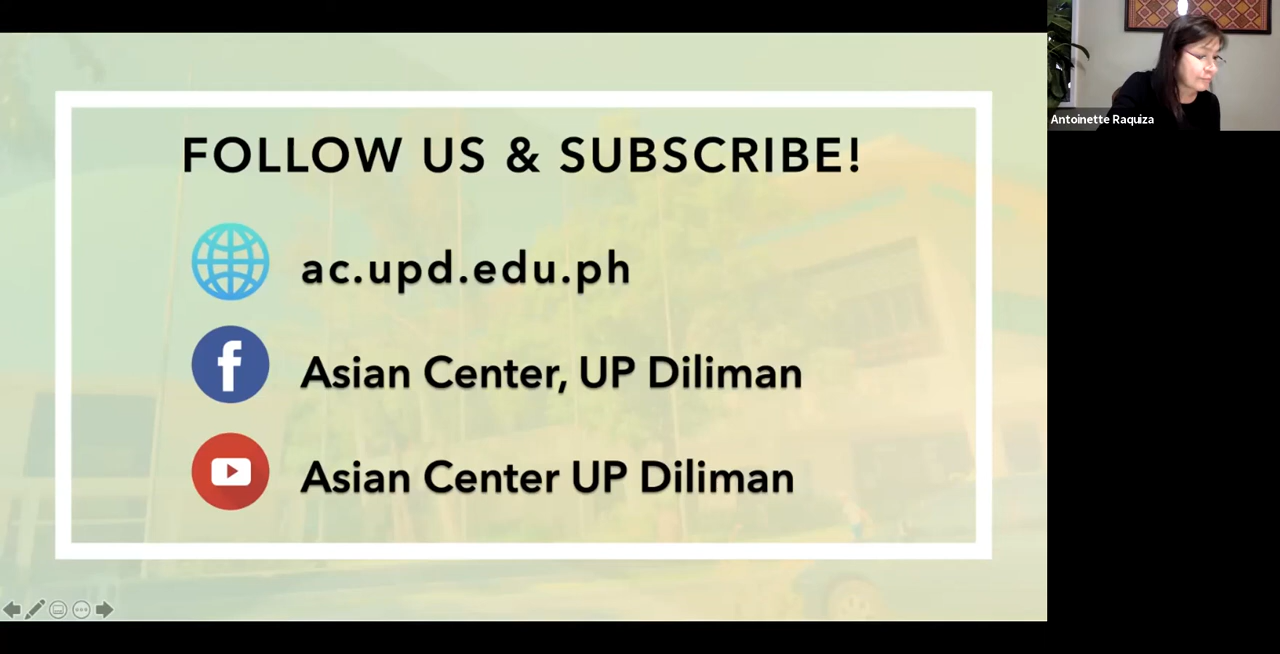 FOLLOW US & SUBSCRIBE!
ac.upd.edu.ph
Asian Center, UP Diliman
Asian Center UP Diliman
Antoinette Raquiza